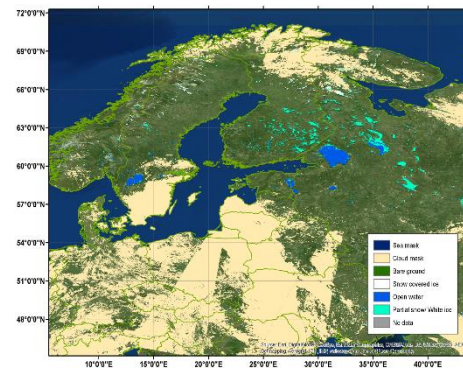 72°0'0"N
69°0'0"N
66°0'0"N
63°0'0"N
60°0'0"N
57°0'0"N
54°0'0"N
51°0'0"N
48°0'0"N
10°0'0"E
15°0'0"E
20°0'0"E
25°0'0"E
30°0'0"E
35°0'0"E
40°0'0"E
Sea mask
Cloud mask
Bare ground
Snow covered ice
Open water
Partial snow/ White ice
No data